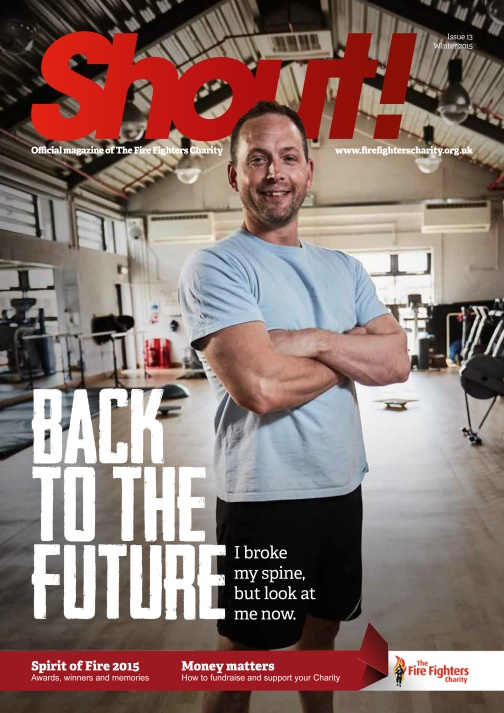 Issue 13
Winter 2015
Shout!
Official magazine of The Fire Fighters Charity
www.firefighterscharity.org.uk
BACK
TO THE
FUTURE
I broke
my spine,
but look at
me now.
Spirit of Fire 2015
Awards, winners and memories
Money matters
How to fundraise and support your Charity
The
Fire Fighters
Charity